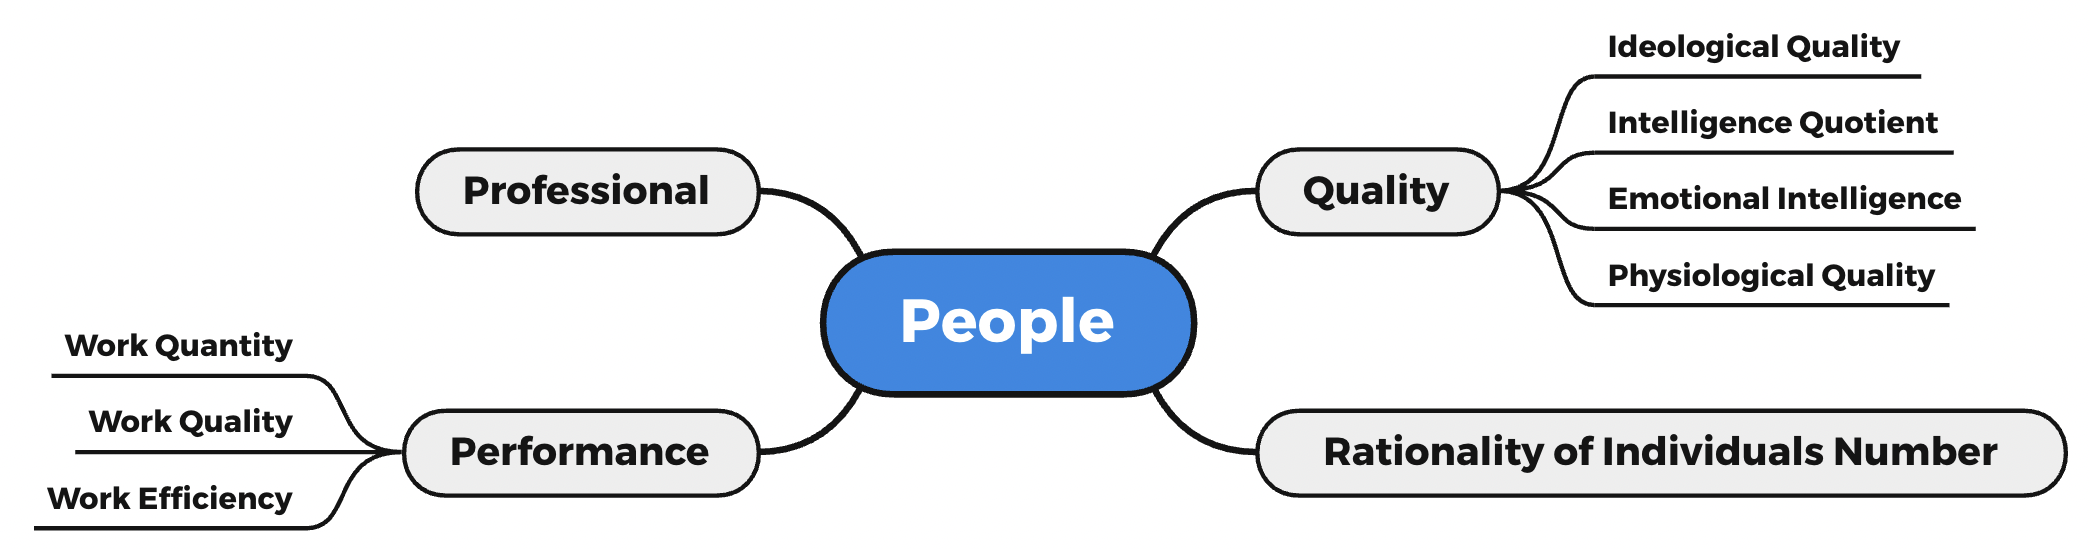 People
Professional
Performance
Work Quantity
Work Quality
Work Efficiency
Quality
Ideological Quality
Intelligence Quotient
Emotional Intelligence
Physiological Quality
Rationality of Individuals Number